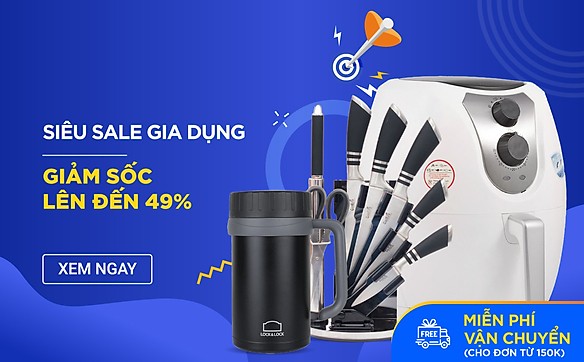 SIÊU SALE GIA DỤNG
GIẢM SỐC
LÊN ĐẾN 49%
XEM NGAY
LOCK&LOCK
FREE
MIỄN PHÍ
VẬN CHUYỂN
(CHO ĐƠN TỪ 150K)